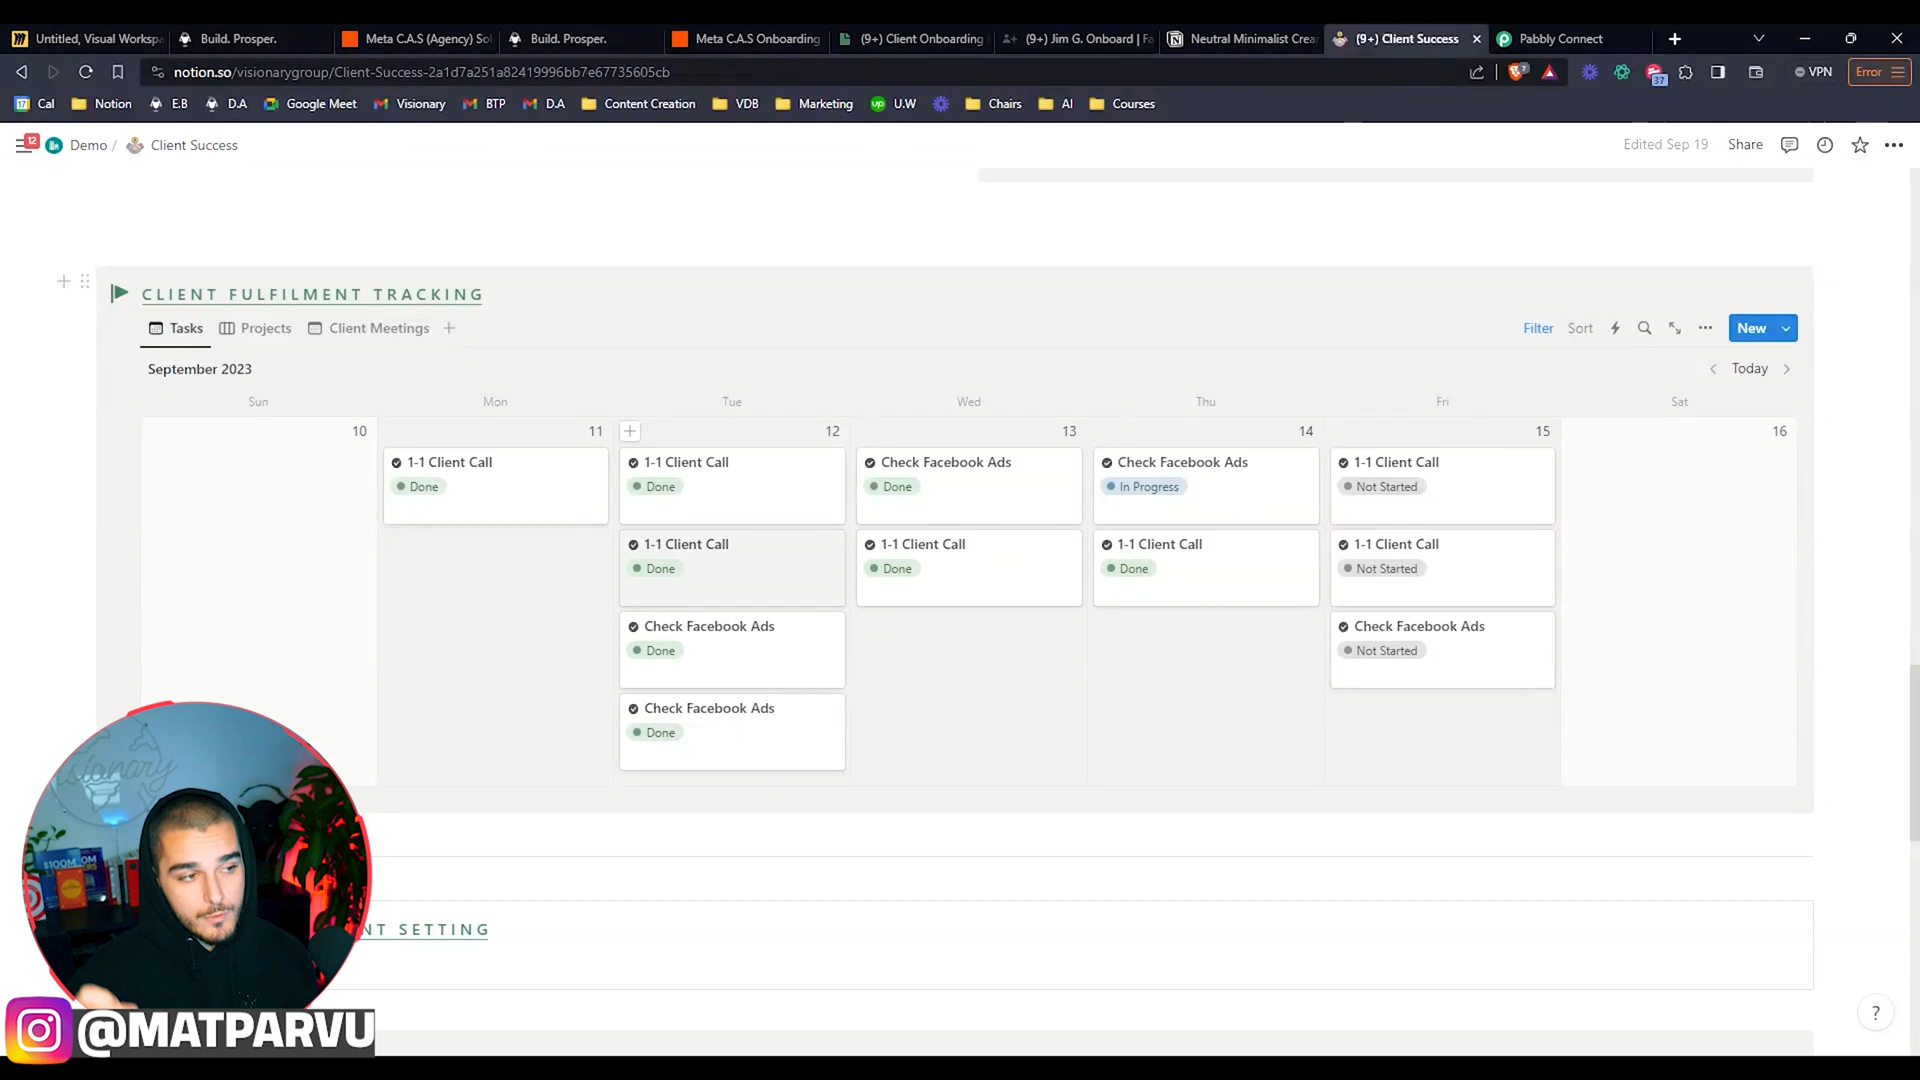 Untitled, Visual Workspa
Build. Prosper.
Meta C.A.S (Agency) Sol
Build. Prosper.
Meta C.A.S Onboarding
(9+) Client Onboarding
(9+) Jim G. Onboard | Fa
Neutral Minimalist Crea
(9+) Client Success
Pabbly Connect
notion.so/visionarygroup/Client-Success-2a1d7a251a82419996bb7e67735605cb
7
37
VPN
Error
17 Cal
Notion
E.B
D.A
Google Meet
Visionary
BTP
D.A
Content Creation
VDB
Marketing
U.W
Chairs
AI
Courses
12
Demo / Client Success
Edited Sep 19
Share
CLIENT FULFILMENT TRACKING
Tasks
Projects
Client Meetings
Filter
Sort
New
September 2023
Today
Sun Mon Tue Wed Thu Fri Sat
10 11 12 13 14 15 16
1-1 Client Call
Done
1-1 Client Call
Done
1-1 Client Call
Done
Check Facebook Ads
Done
Check Facebook Ads
Done
Check Facebook Ads
Done
1-1 Client Call
Done
Check Facebook Ads
In Progress
1-1 Client Call
Done
1-1 Client Call
Not Started
1-1 Client Call
Not Started
Check Facebook Ads
Not Started
NT SETTING
$100M
@MATPARVU
?